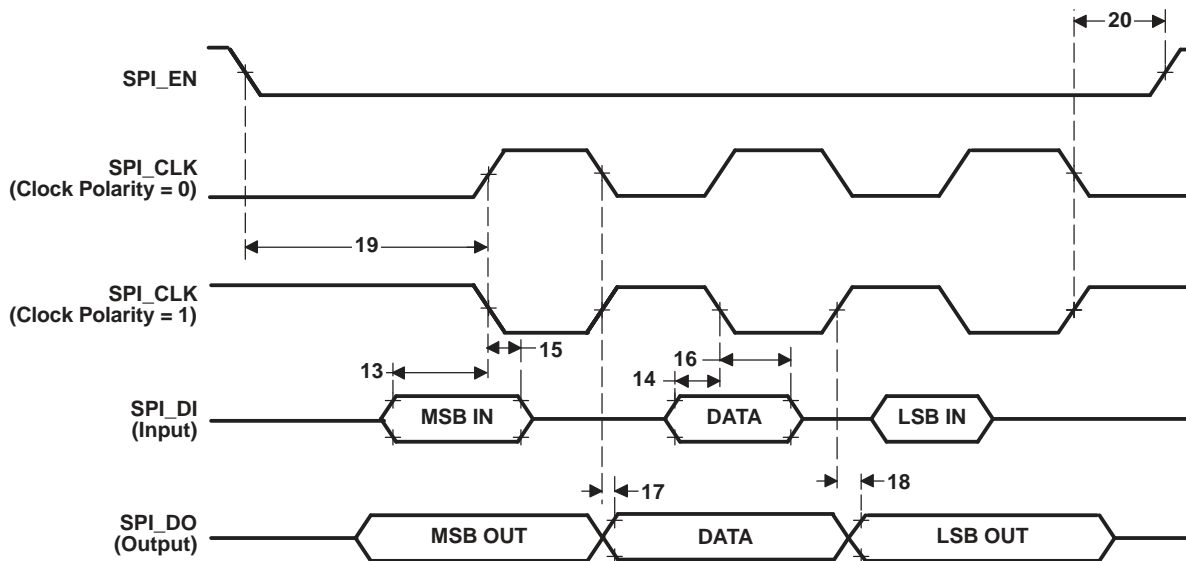 20
SPI_EN
SPI_CLK
(Clock Polarity = 0)
19
SPI_CLK
(Clock Polarity = 1)
15
16
13
14
SPI_DI
(Input)
MSB IN
DATA
LSB IN
17
18
SPI_DO
(Output)
MSB OUT
DATA
LSB OUT